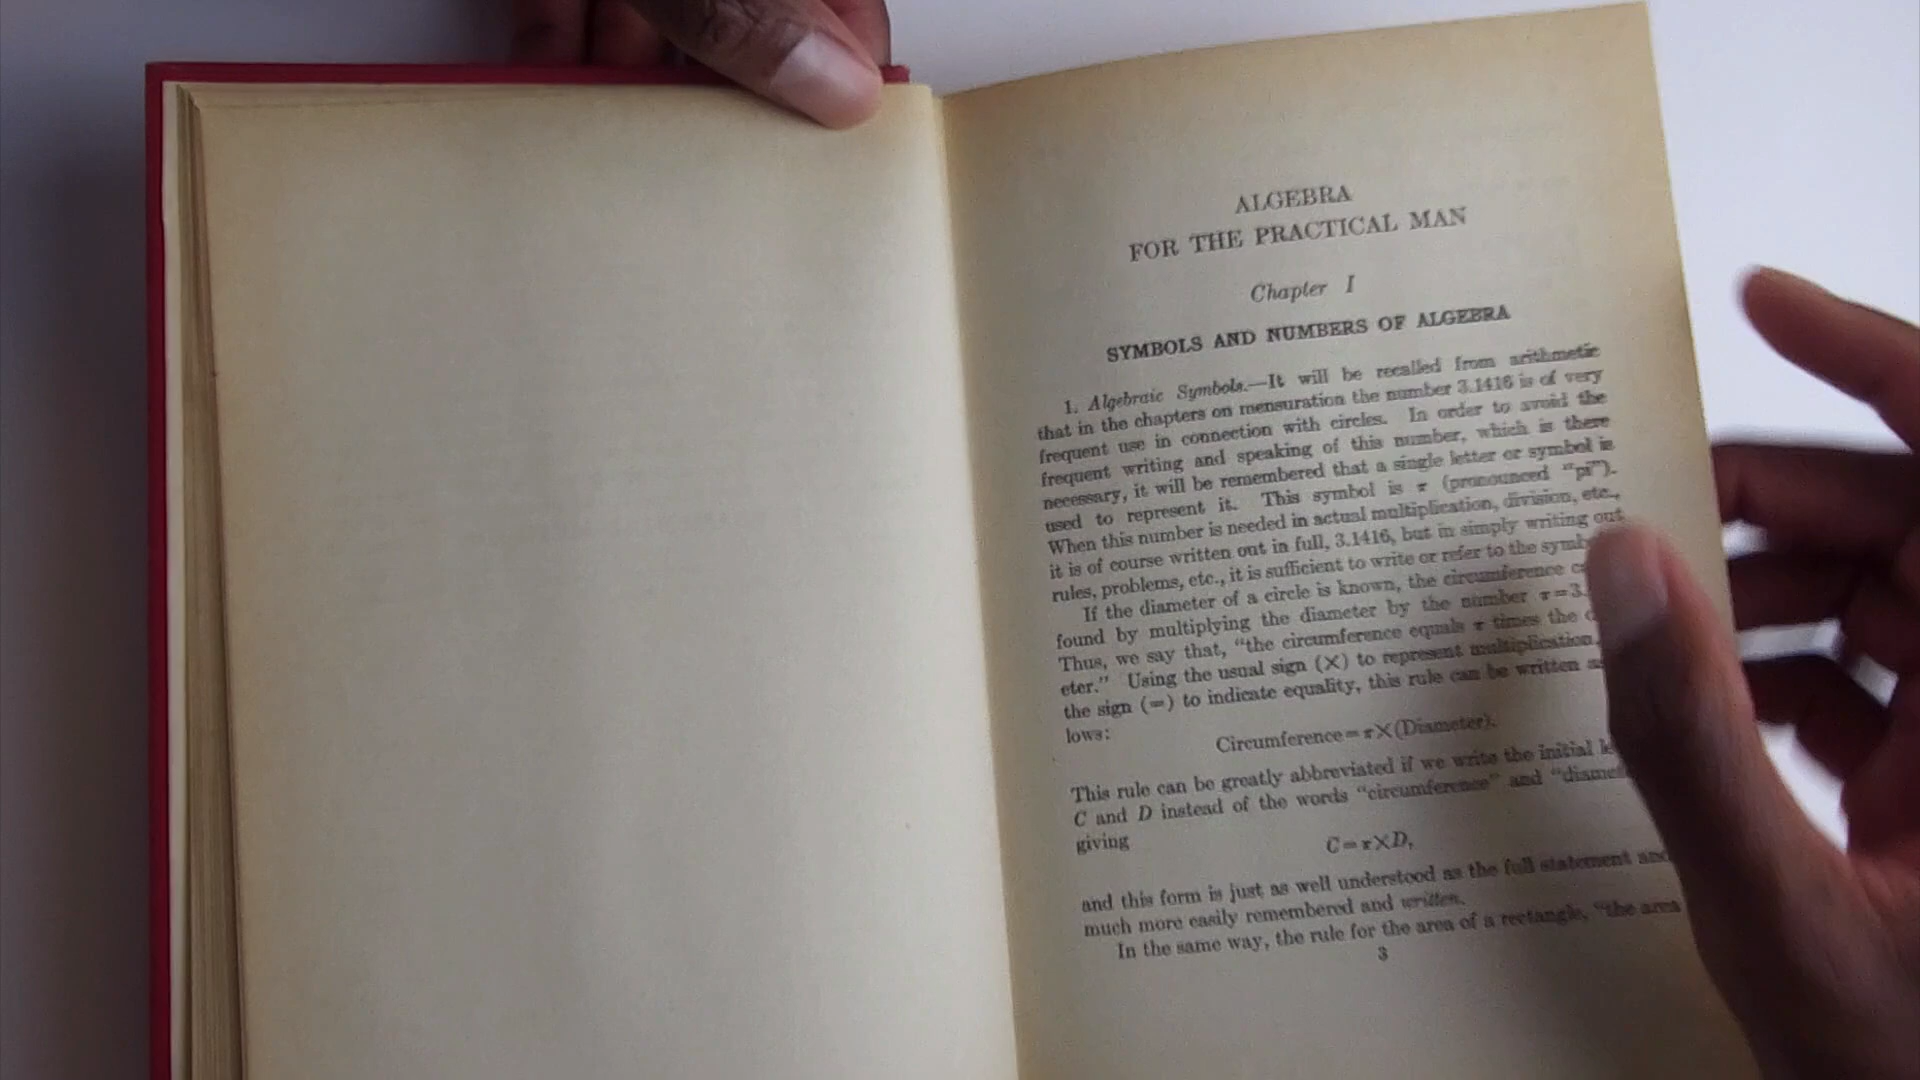 ALGEBRA
FOR THE PRACTICAL MAN
Chapter I
SYMBOLS AND NUMBERS OF ALGEBRA
1. Algebraic Symbols.—It will be recalled from arithmetic
that in the chapters on mensuration the number 3.1416 is of very
frequent use in connection with circles. In order to avoid the
frequent writing and speaking of this number, which is there
necessary, it will be remembered that a single letter or symbol is
used to represent it. This symbol is π (pronounced “pi”).
When this number is needed in actual multiplication, division, etc.,
it is of course written out in full, 3.1416, but in simply writing out
rules, problems, etc., it is sufficient to write or refer to the
If the diameter of a circle is known, the circumference
found by multiplying the diameter by the number π=3.
Thus, we say that, “the circumference equals π times the
eter.” Using the usual sign (×) to represent multiplication
the sign (=) to indicate equality, this rule can be written
lows:
Circumference=π×(Diameter).
This rule can be greatly abbreviated if we write the initial
C and D instead of the words “circumference” and
giving
C=π×D,
and this form is just as well understood as the full statement and
much more easily remembered and written.
In the same way, the rule for the area of a rectangle, “the area
3